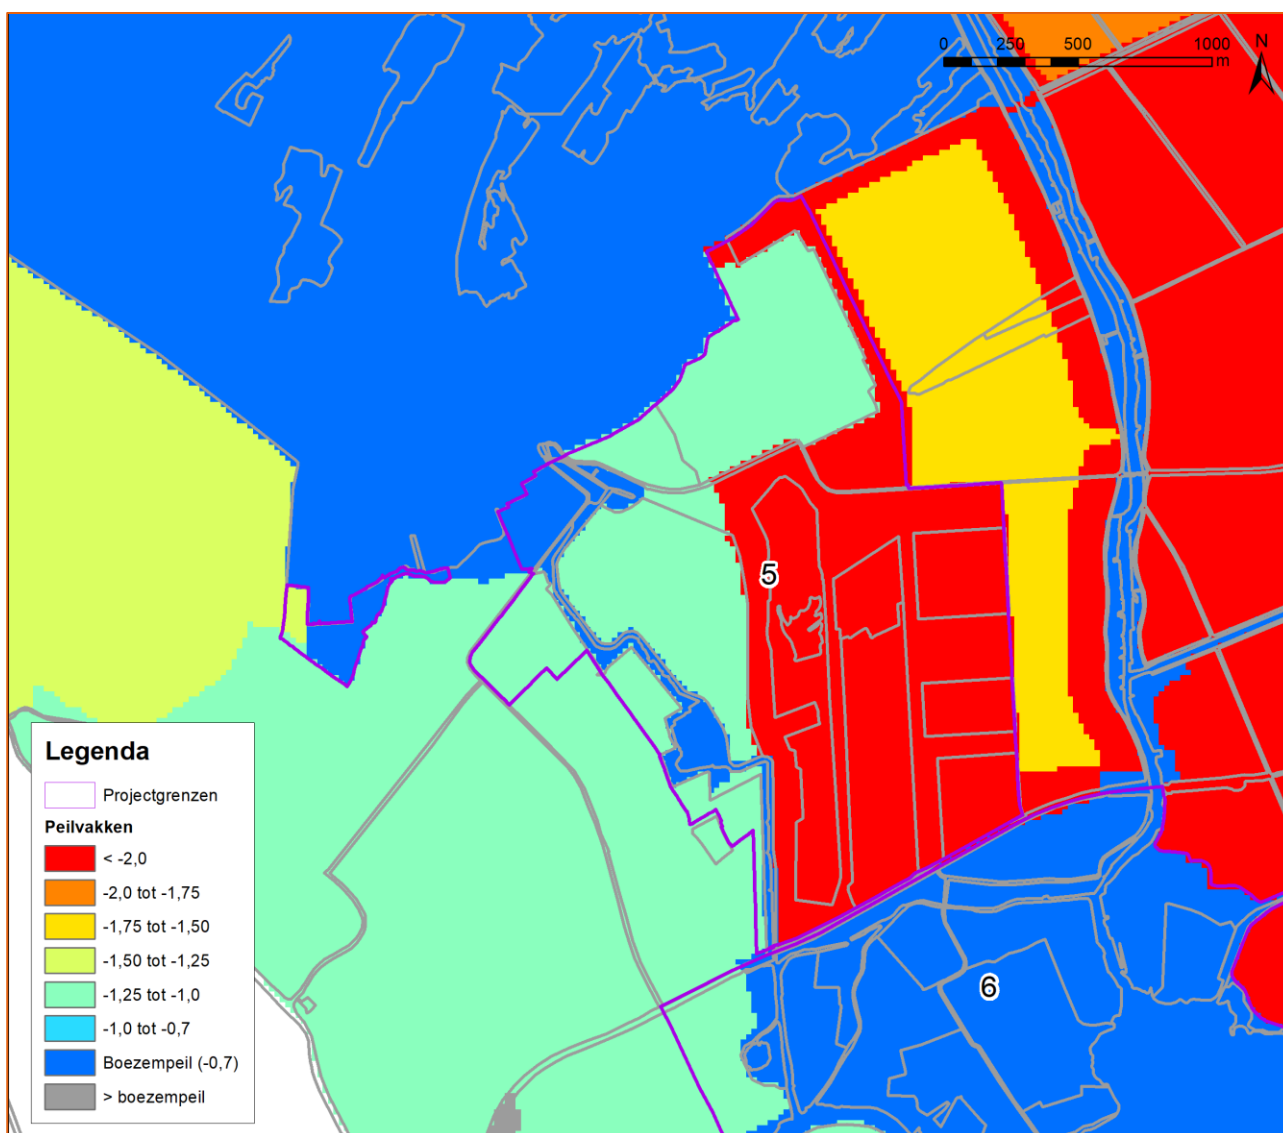 0 250 500 1000
m
N
5
6
Legenda
Projectgrenzen
Peilvakken
< -2,0
-2,0 tot -1,75
-1,75 tot -1,50
-1,50 tot -1,25
-1,25 tot -1,0
-1,0 tot -0,7
Boezempeil (-0,7)
> boezempeil